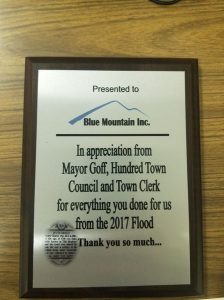 Presented to
Blue Mountain Inc.
In appreciation from
Mayor Goff, Hundred Town
Council and Town Clerk
for everything you done for us
from the 2017 Flood
Thank you so much...